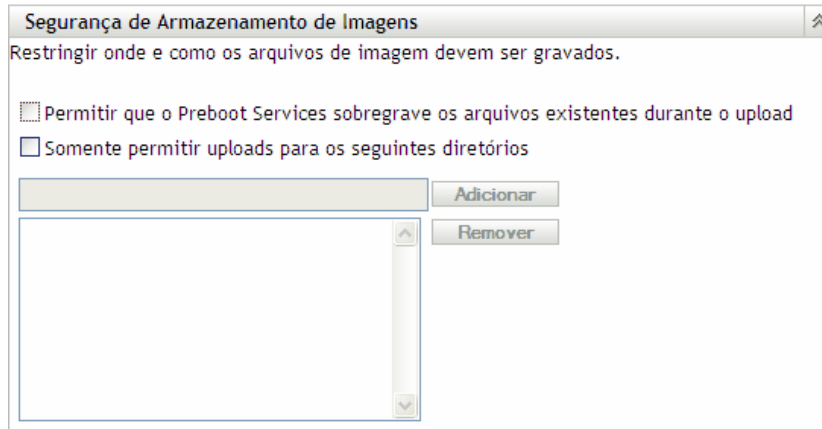 Segurança de Armazenamento de Imagens
Restringir onde e como os arquivos de imagem devem ser gravados.
Permitir que o Preboot Services sobregrave os arquivos existentes durante o upload
Somente permitir uploads para os seguintes diretórios
Adicionar
Remover